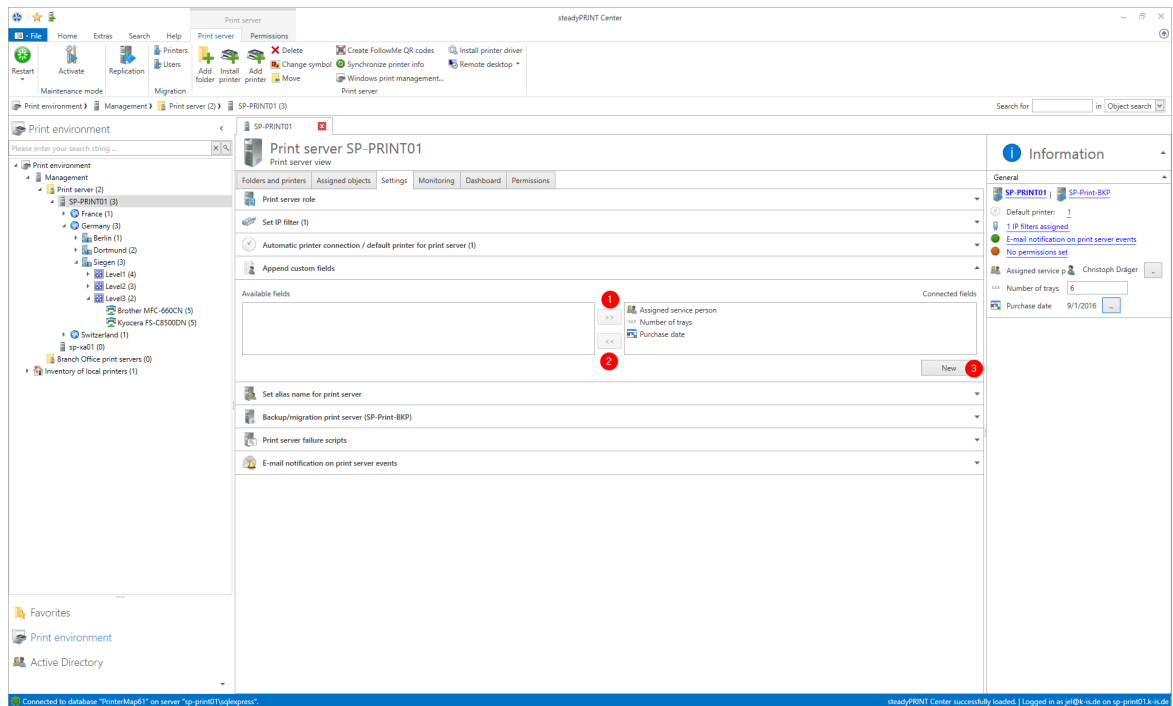 Print server
steadyPRINT Center
File Home Extras Search Help Print server Permissions
Restart
Activate
Replication
Printers
Users
Add folder
Install printer
Add printer
Delete
Change symbol
Move
Create FollowMe QR codes
Synchronize printer info
Windows print management...
Install printer driver
Remote desktop
Maintenance mode
Migration
Print server
Print environment Management Print server (2) SP-PRINT01 (3)
Search for in Object search
Print environment
Please enter your search string ...
Print environment
Management
Print server (2)
SP-PRINT01 (3)
France (1)
Germany (3)
Berlin (1)
Dortmund (2)
Siegen (3)
Level1 (4)
Level2 (3)
Level3 (2)
Brother MFC-660CN (5)
Kyocera FS-C8500DN (5)
Switzerland (1)
sp-xa01 (0)
Branch Office print servers (0)
Inventory of local printers (1)
Favorites
Print environment
Active Directory
SP-PRINT01 x
Print server SP-PRINT01
Print server view
Folders and printers Assigned objects Settings Monitoring Dashboard Permissions
Print server role
Set IP filter (1)
Automatic printer connection / default printer for print server (1)
Append custom fields
Available fields Connected fields
1
>>
<<
2
Assigned service person
Number of trays
Purchase date
New 3
Set alias name for print server
Backup/migration print server (SP-Print-BKP)
Print server failure scripts
E-mail notification on print server events
i Information
General
SP-PRINT01 | SP-Print-BKP
Default printer: 1
1 IP filters assigned
E-mail notification on print server events
No permissions set
Assigned service p Christoph Dräger ..
Number of trays 6
Purchase date 9/1/2016 ..
Connected to database "PrinterMap61" on server "sp-print01\sqlexpress".
steadyPRINT Center successfully loaded. | Logged in as jel@k-is.de on sp-print01.k-is.de